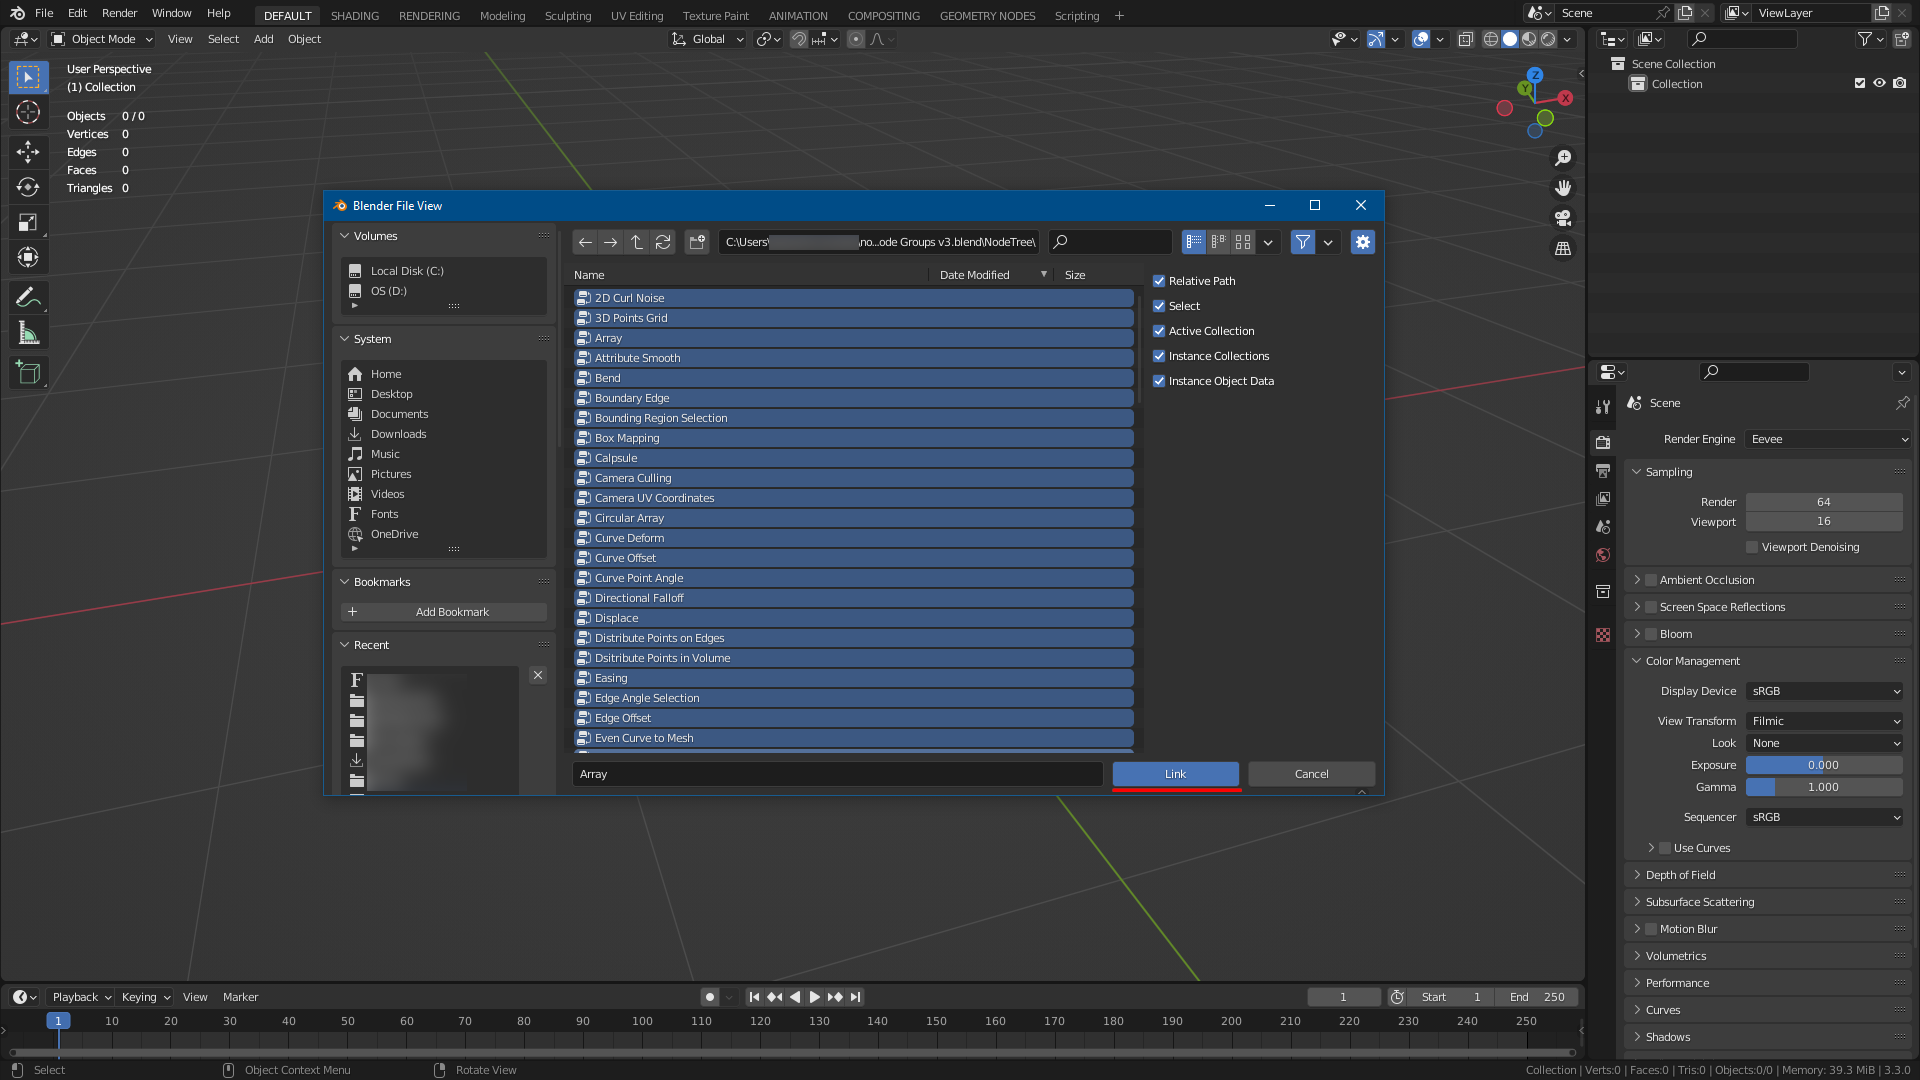 File Edit Render Window Help DEFAULT SHADING RENDERING Modeling Sculpting UV Editing Texture Paint ANIMATION COMPOSITING GEOMETRY NODES Scripting + Scene ViewLayer
Object Mode View Select Add Object Global
User Perspective
(1) Collection
Objects 0 / 0
Vertices 0
Edges 0
Faces 0
Triangles 0
Z
Y
X
Scene Collection
Collection
Blender File View
Volumes
Local Disk (C:)
OS (D:)
System
Home
Desktop
Documents
Downloads
Music
Pictures
Videos
Fonts
OneDrive
Bookmarks
Add Bookmark
Recent
C:\Users\ \no...ode Groups v3.blend\NodeTree\
Name Date Modified Size
2D Curl Noise
3D Points Grid
Array
Attribute Smooth
Bend
Boundary Edge
Bounding Region Selection
Box Mapping
Calpsule
Camera Culling
Camera UV Coordinates
Circular Array
Curve Deform
Curve Offset
Curve Point Angle
Directional Falloff
Displace
Distribute Points on Edges
Dsitribute Points in Volume
Easing
Edge Angle Selection
Edge Offset
Even Curve to Mesh
Array
Link
Cancel
Relative Path
Select
Active Collection
Instance Collections
Instance Object Data
Scene
Render Engine Eevee
Sampling
Render 64
Viewport 16
Viewport Denoising
Ambient Occlusion
Screen Space Reflections
Bloom
Color Management
Display Device sRGB
View Transform Filmic
Look None
Exposure 0.000
Gamma 1.000
Sequencer sRGB
Use Curves
Depth of Field
Subsurface Scattering
Motion Blur
Volumetrics
Performance
Curves
Shadows
Playback Keying View Marker 1 Start 1 End 250
1 10 20 30 40 50 60 70 80 90 100 110 120 130 140 150 160 170 180 190 200 210 220 230 240 250
Select Object Context Menu Rotate View Collection | Verts:0 | Faces:0 | Tris:0 | Objects:0/0 | Memory: 39.3 MiB | 3.3.0